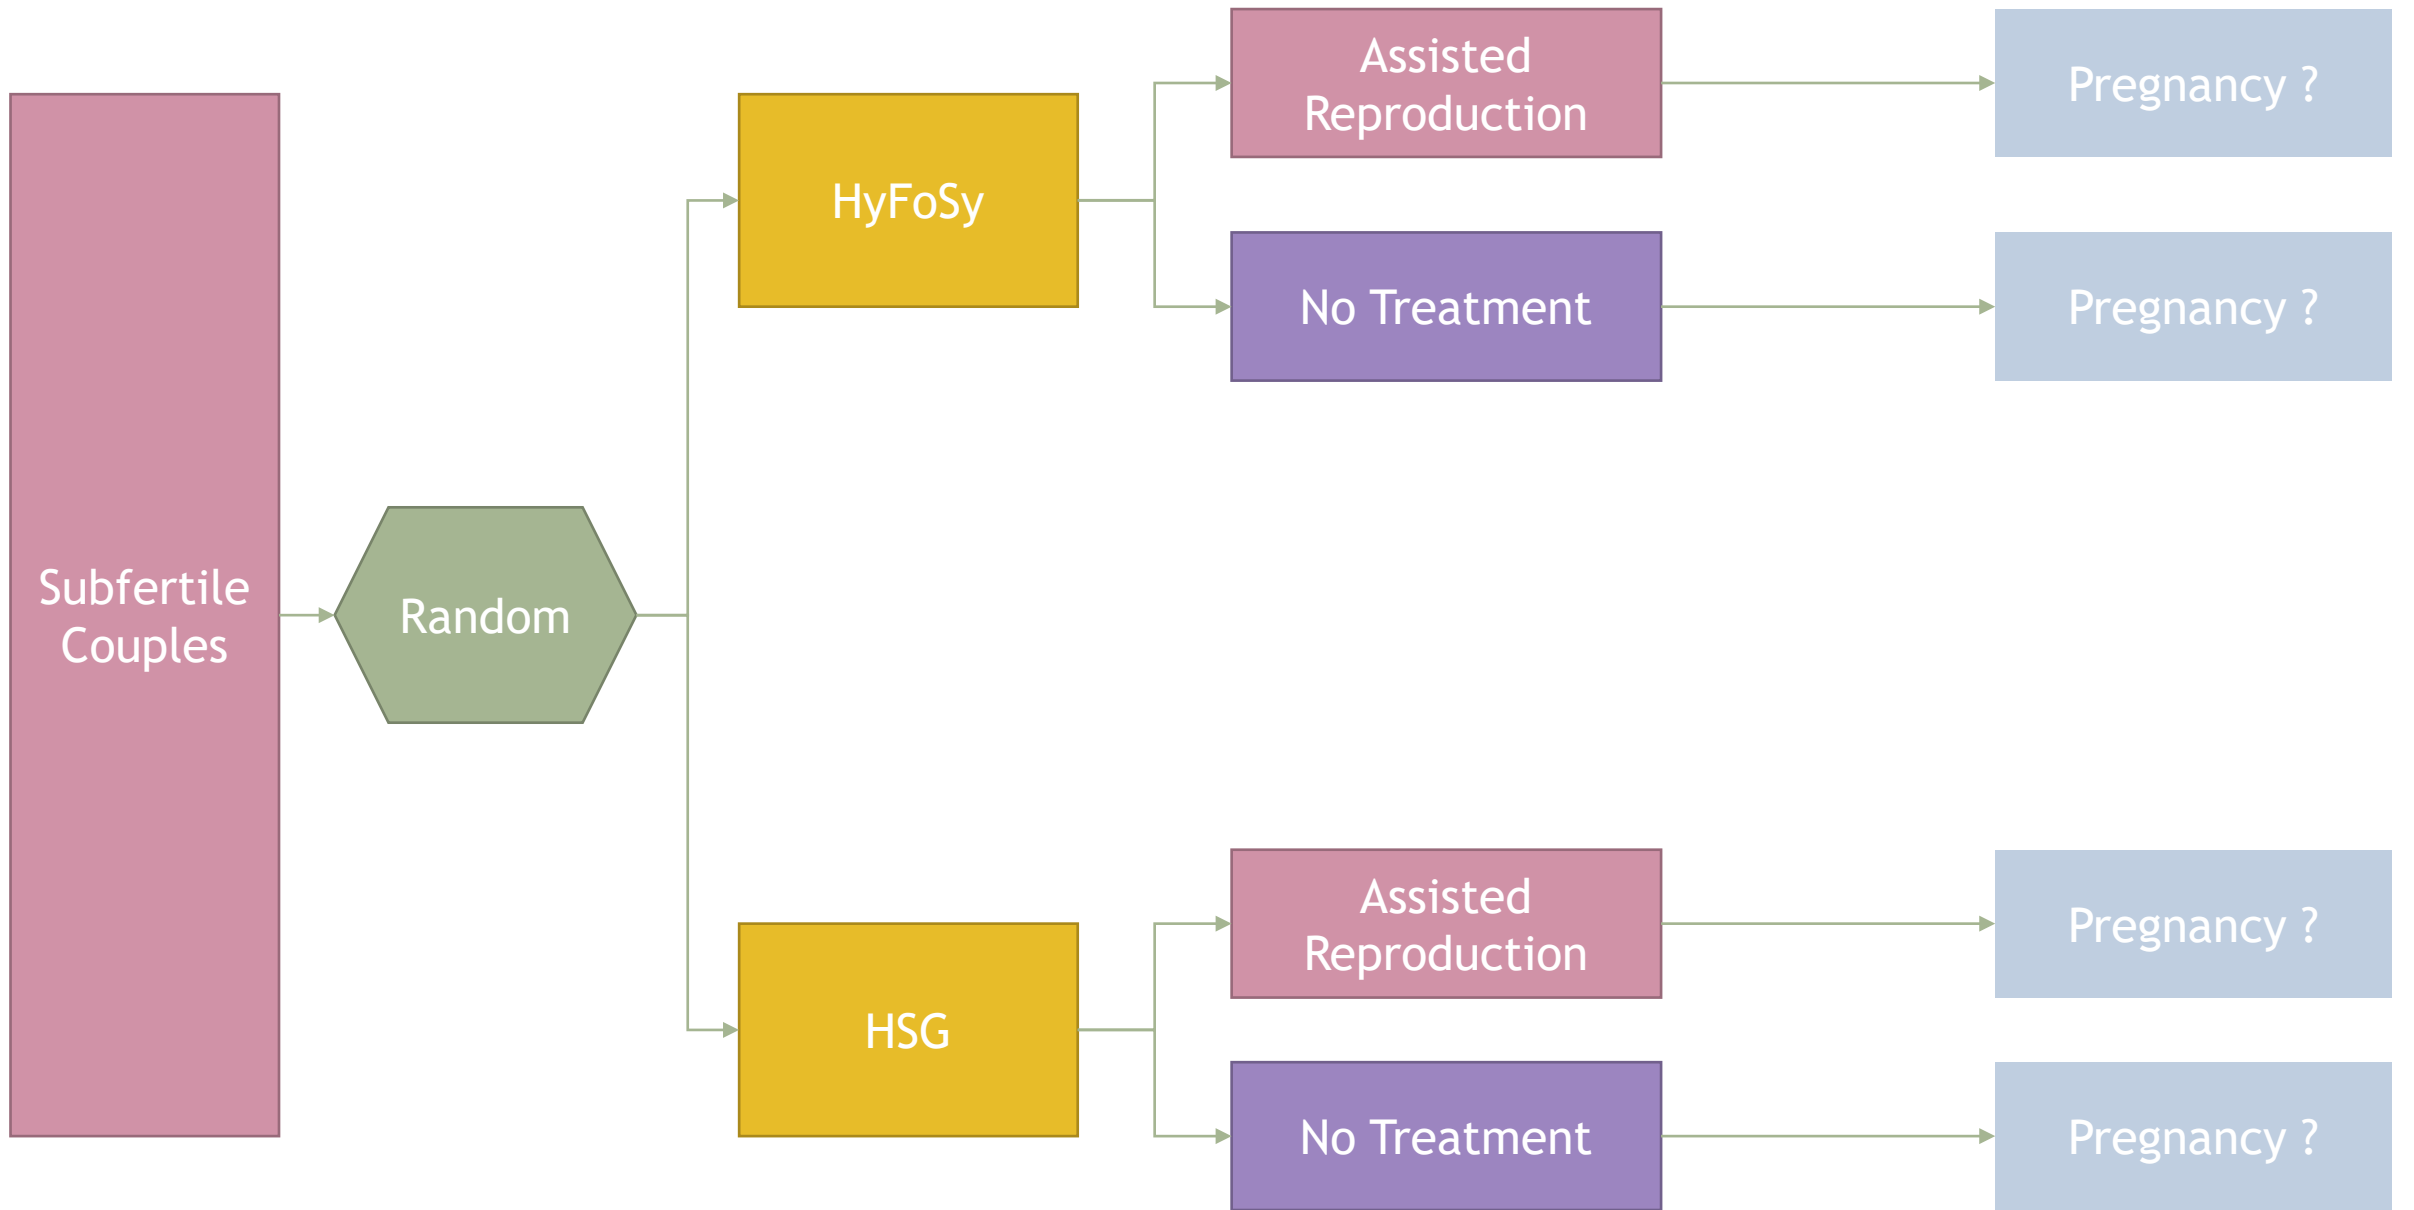 Subfertile
Couples
Random
HyFoSy
Assisted
Reproduction
Pregnancy ?
No Treatment
Pregnancy ?
HSG
Assisted
Reproduction
Pregnancy ?
No Treatment
Pregnancy ?